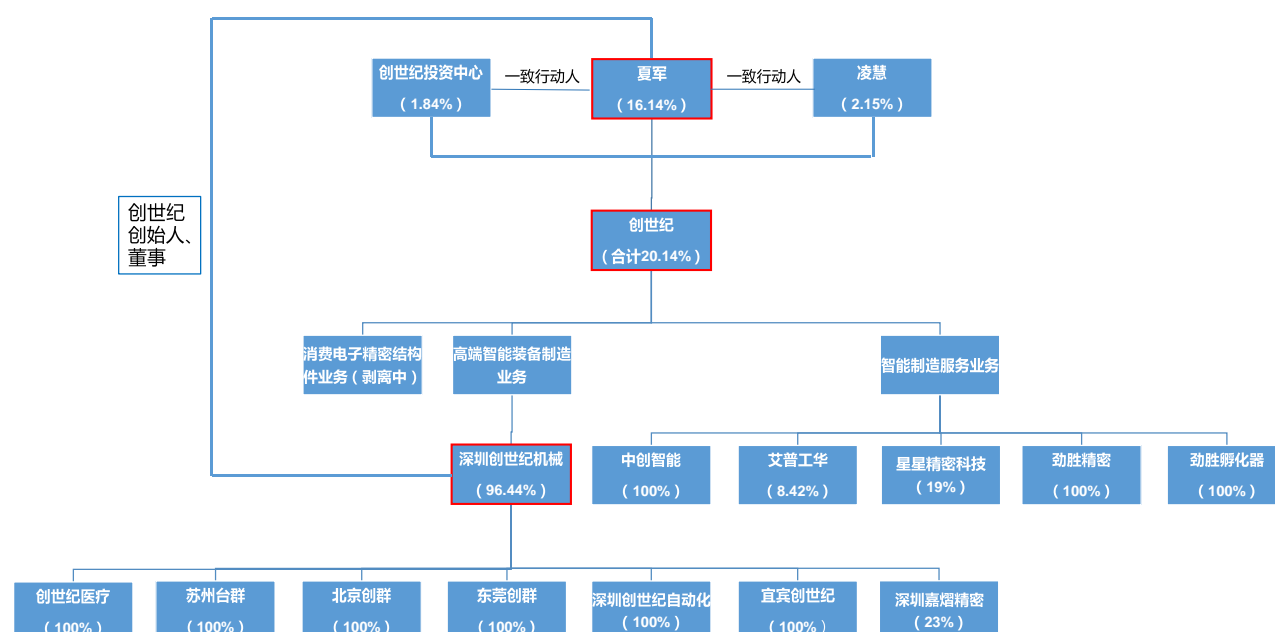 创世纪投资中心
（1.84%）
一致行动人
夏军
（16.14%）
一致行动人
凌慧
（2.15%）
创世纪
创始人、
董事
创世纪
（合计20.14%）
消费电子精密结构
件业务（剥离中）
高端智能装备制造
业务
智能制造服务业务
深圳创世纪机械
（96.44%）
中创智能
（100%）
艾普工华
（8.42%）
星星精密科技
（19%）
劲胜精密
（100%）
劲胜孵化器
（100%）
创世纪医疗
（100%）
苏州台群
（100%）
北京创群
（100%）
东莞创群
（100%）
深圳创世纪自动化
（100%）
宜宾创世纪
（100%）
深圳嘉熠精密
（23%）